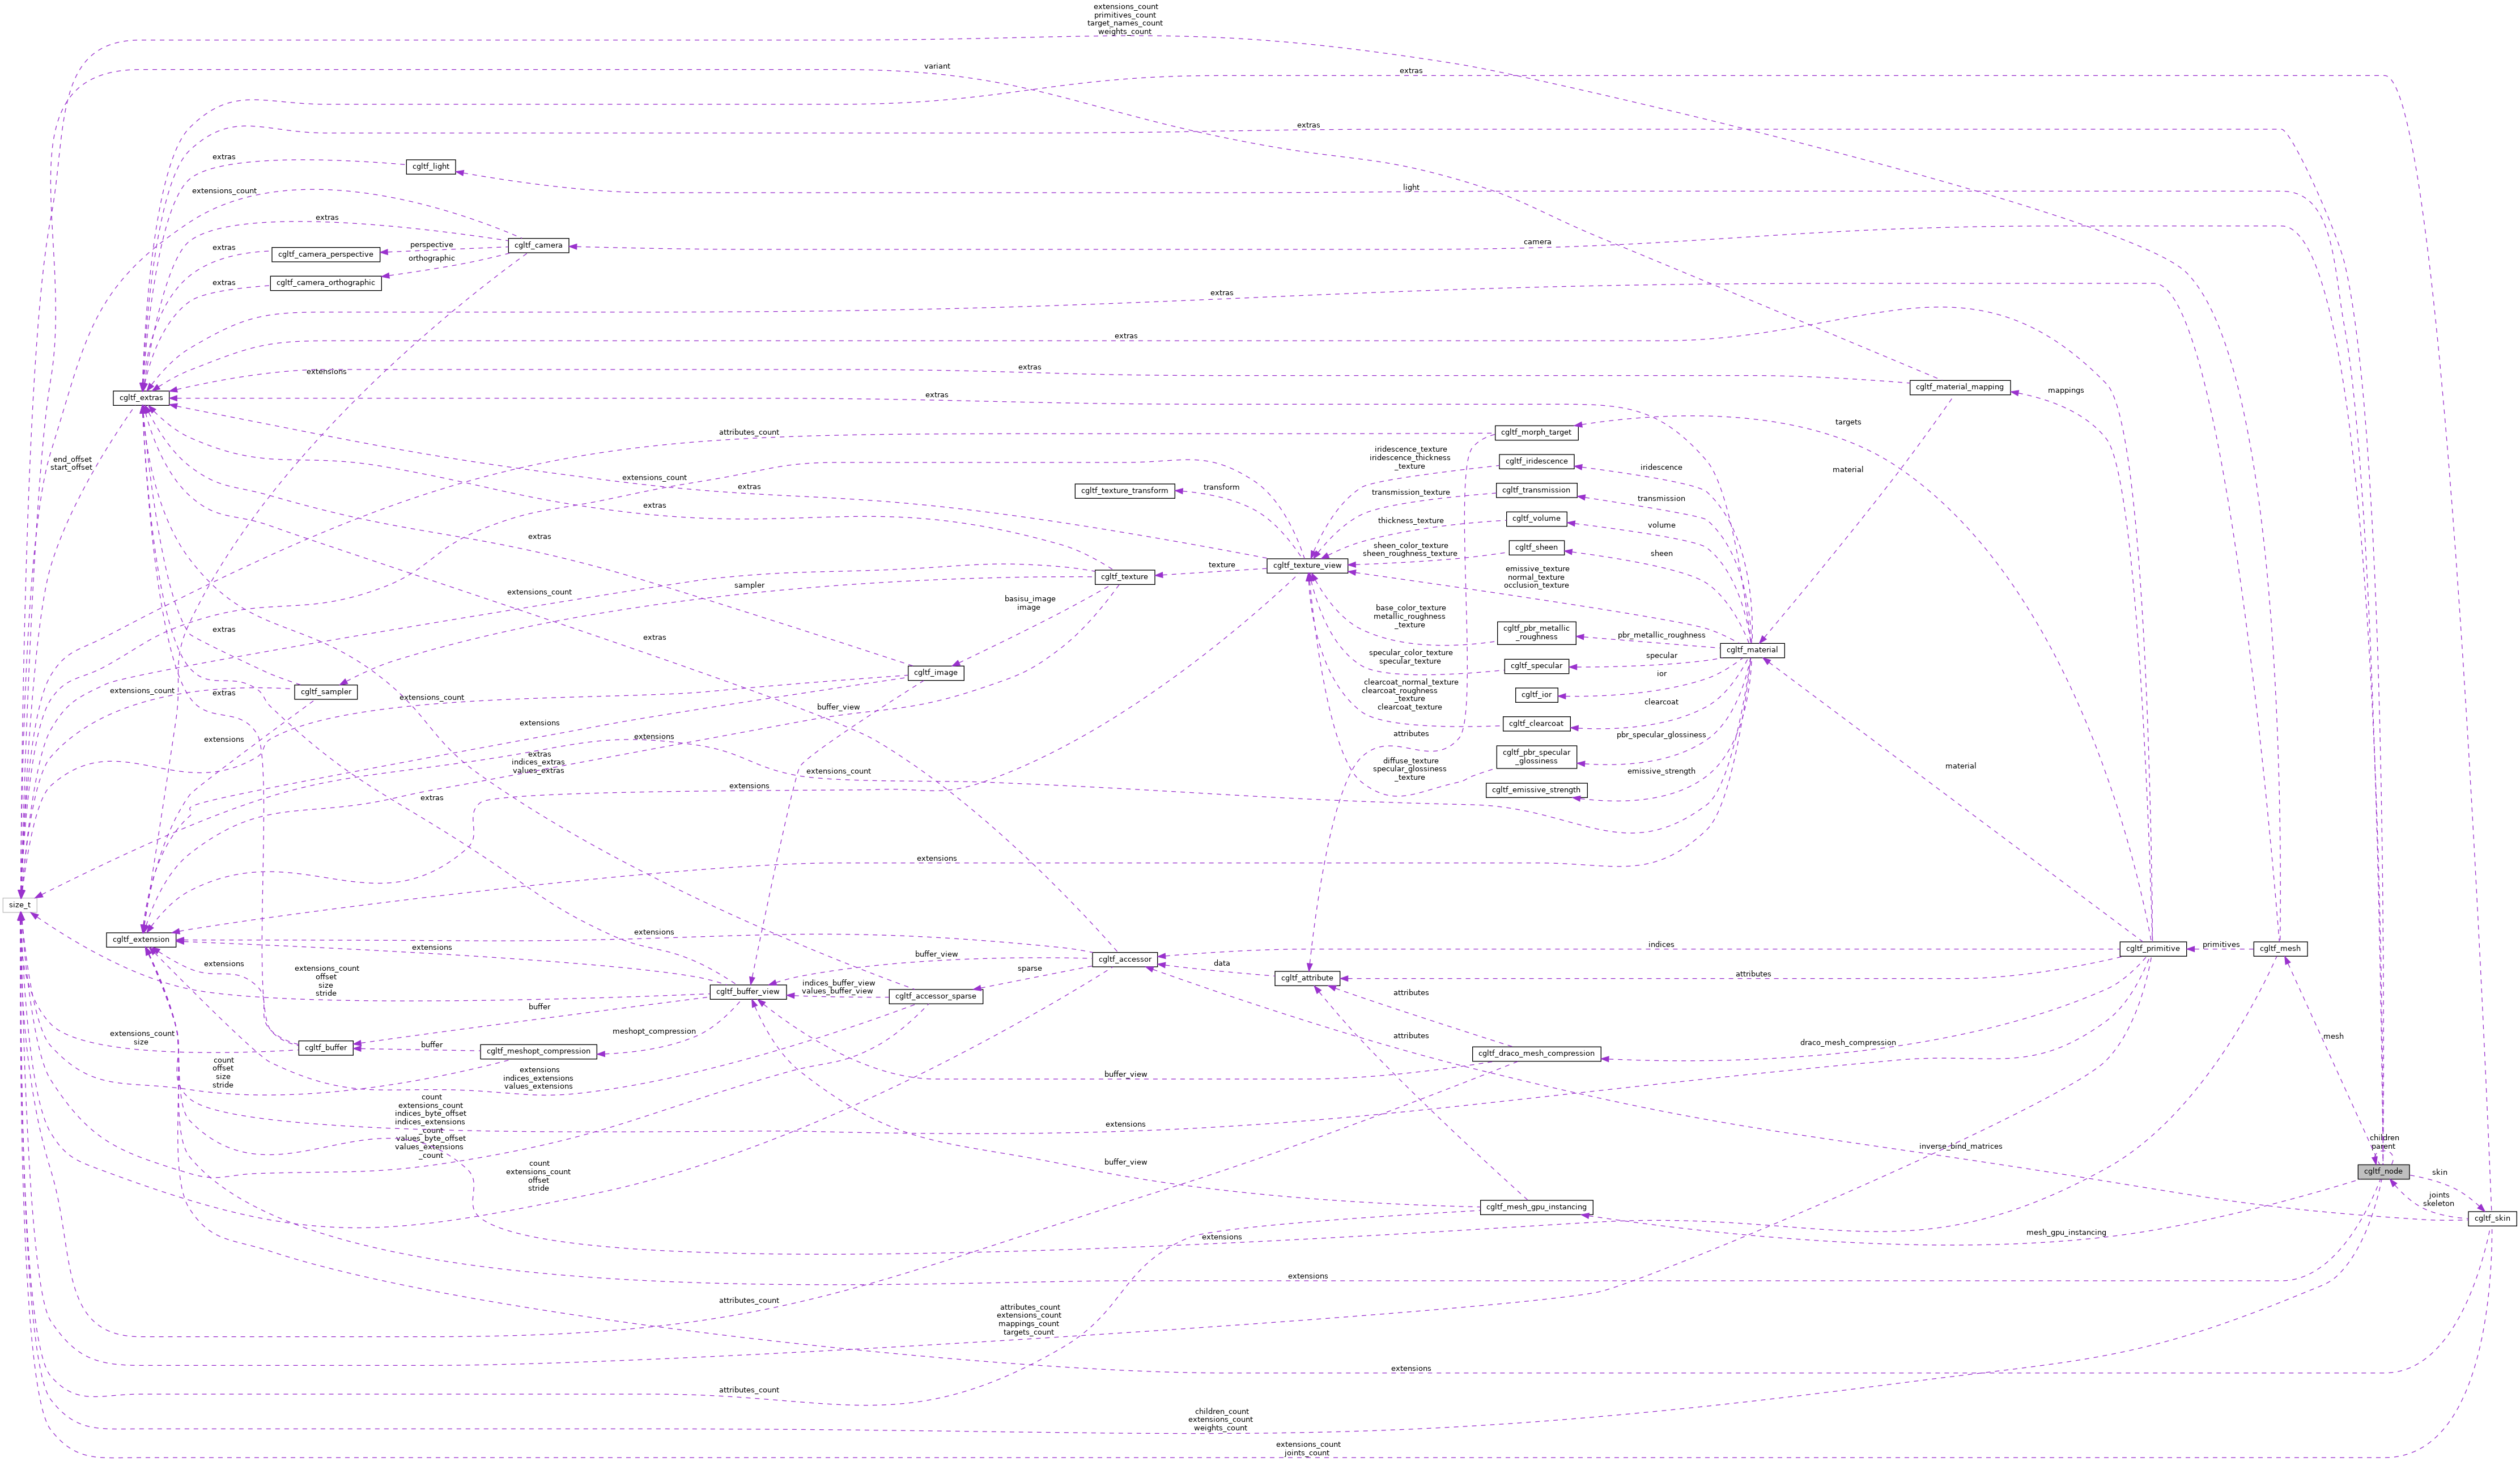 extensions_count
primitives_count
target_names_count
weights_count
variant
extras
extras
cgltf_light
extras
light
extensions_count
extras
cgltf_camera
camera
perspective
extras
cgltf_camera_perspective
orthographic
extras
cgltf_camera_orthographic
extras
extras
extensions
extras
cgltf_material_mapping
mappings
cgltf_extras
extras
attributes_count
cgltf_morph_target
targets
end_offset
start_offset
iridescence_texture
iridescence_thickness
_texture
cgltf_iridescence
iridescence
material
extensions_count
extras
cgltf_texture_transform
transform
transmission_texture
cgltf_transmission
transmission
extras
thickness_texture
cgltf_volume
volume
extras
sheen_color_texture
sheen_roughness_texture
cgltf_sheen
sheen
cgltf_texture_view
texture
cgltf_texture
emissive_texture
normal_texture
occlusion_texture
sampler
extensions_count
basisu_image
image
base_color_texture
metallic_roughness
_texture
cgltf_pbr_metallic
_roughness
pbr_metallic_roughness
extras
extras
cgltf_material
specular_color_texture
specular_texture
cgltf_specular
specular
cgltf_image
ior
clearcoat_normal_texture
clearcoat_roughness
_texture
clearcoat_texture
cgltf_ior
extensions_count
cgltf_sampler
extras
extensions_count
clearcoat
buffer_view
cgltf_clearcoat
extensions
extensions
extensions
attributes
pbr_specular_glossiness
extras
indices_extras
values_extras
cgltf_pbr_specular
_glossiness
diffuse_texture
specular_glossiness
_texture
extensions_count
emissive_strength
material
extensions
cgltf_emissive_strength
extras
extensions
size_t
cgltf_extension
extensions
extensions
indices
cgltf_primitive
primitives
cgltf_mesh
buffer_view
cgltf_accessor
data
extensions
sparse
cgltf_attribute
attributes
extensions_count
offset
size
stride
indices_buffer_view
values_buffer_view
cgltf_buffer_view
cgltf_accessor_sparse
attributes
buffer
extensions_count
size
meshopt_compression
attributes
mesh
draco_mesh_compression
cgltf_buffer
buffer
cgltf_meshopt_compression
cgltf_draco_mesh_compression
count
offset
size
stride
extensions
indices_extensions
values_extensions
buffer_view
count
extensions_count
indices_byte_offset
indices_extensions
_count
values_byte_offset
values_extensions
_count
extensions
children
parent
inverse_bind_matrices
buffer_view
count
extensions_count
offset
stride
cgltf_node
skin
joints
skeleton
cgltf_mesh_gpu_instancing
cgltf_skin
mesh_gpu_instancing
extensions
extensions
attributes_count
attributes_count
extensions_count
mappings_count
targets_count
extensions
attributes_count
children_count
extensions_count
weights_count
extensions_count
joints_count